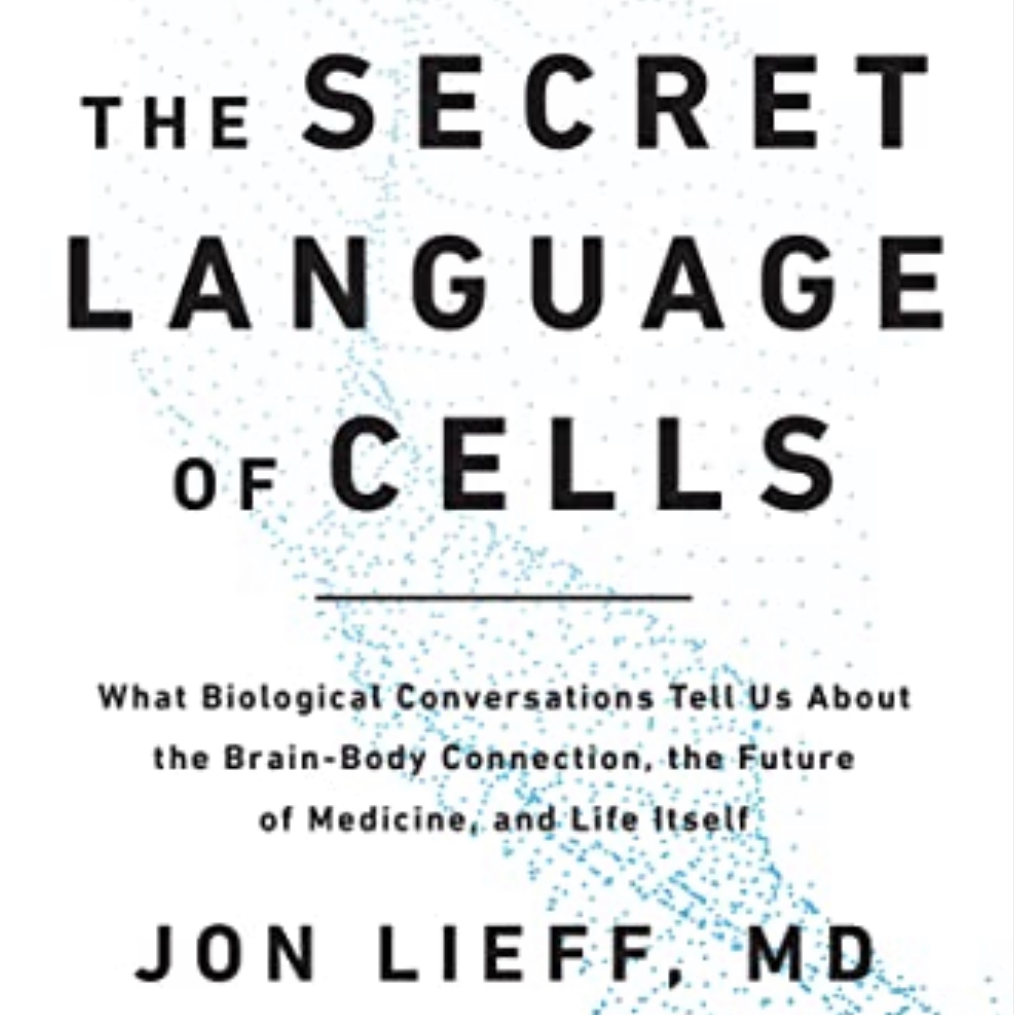 THE SECRET
LANGUAGE
OF CELLS
What Biological Conversations Tell Us About
the Brain-Body Connection, the Future
of Medicine, and Life Itself
JON LIEFF, MD